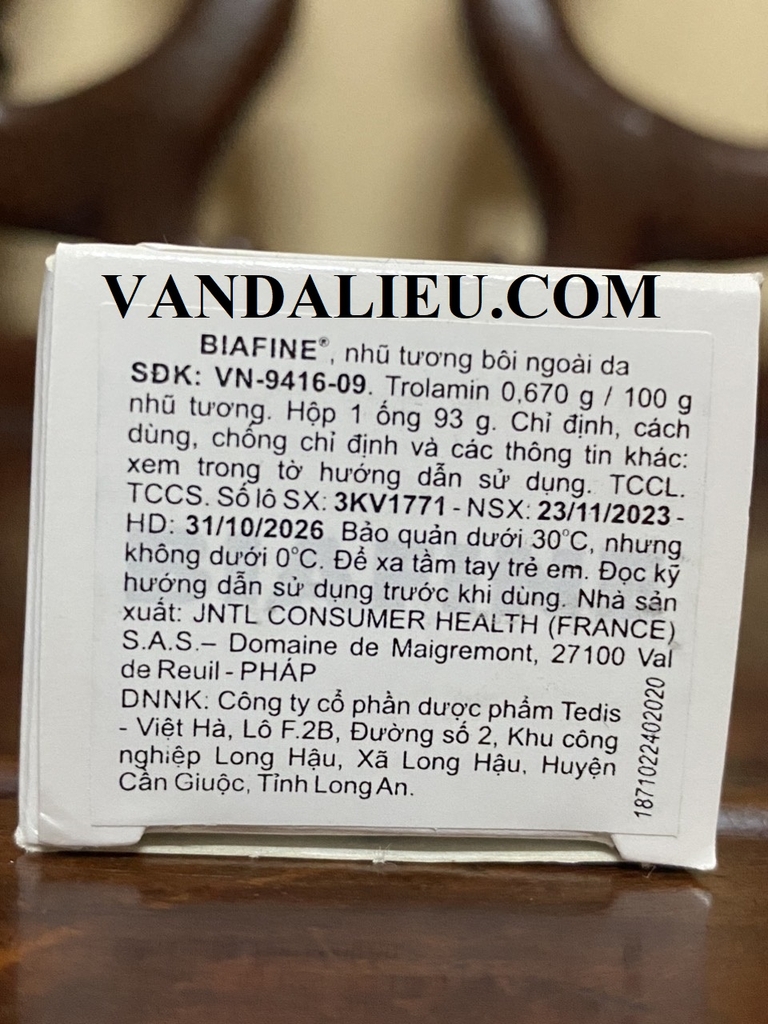 VANDALIEU.COM
BIAFINE®, nhũ tương bôi ngoài da
SĐK: VN-9416-09. Trolamin 0,670 g / 100 g
nhũ tương. Hộp 1 ống 93 g. Chỉ định, cách
dùng, chống chỉ định và các thông tin khác:
xem trong tờ hướng dẫn sử dụng. TCCL.
TCCS. Số lô SX: 3KV1771 - NSX: 23/11/2023 -
HD: 31/10/2026 Bảo quản dưới 30°C, nhưng
không dưới 0°C. Để xa tầm tay trẻ em. Đọc kỹ
hướng dẫn sử dụng trước khi dùng. Nhà sản
xuất: JNTL CONSUMER HEALTH (FRANCE)
S.A.S.– Domaine de Maigremont, 27100 Val
de Reuil - PHÁP
DNNK: Công ty cổ phần dược phẩm Tedis
- Việt Hà, Lô F.2B, Đường số 2, Khu công
nghiệp Long Hậu, Xã Long Hậu, Huyện
Cần Giuộc, Tỉnh Long An.
1871022402020